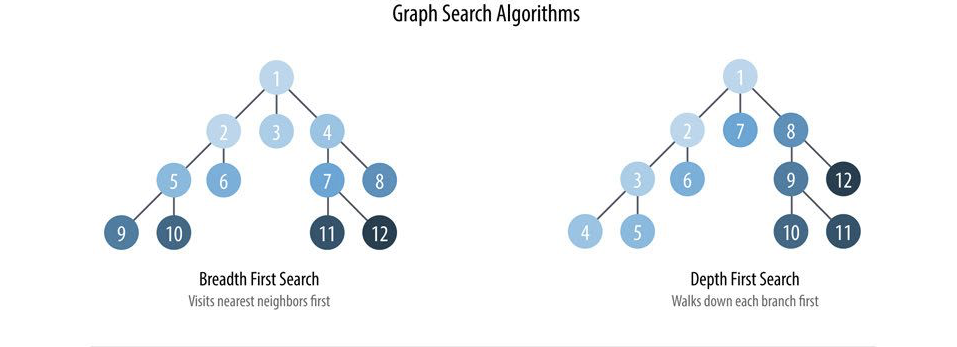 Graph Search Algorithms
1
2 3 4
5 6 7 8
9 10 11 12
Breadth First Search
Visits nearest neighbors first
1
2 7 8
3 6 9 12
4 5 10 11
Depth First Search
Walks down each branch first